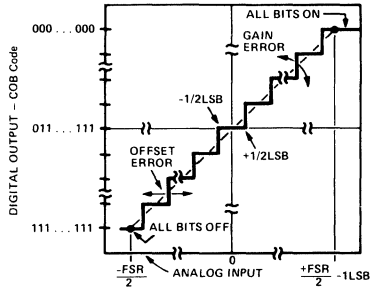 ALL BITS ON
000 ... 000
GAIN
ERROR
-1/2LSB
011 ... 111
+1/2LSB
OFFSET
ERROR
111 ... 111
ALL BITS OFF
DIGITAL OUTPUT – COB Code
-FSR
2
ANALOG INPUT
0
+FSR
2
-1LSB